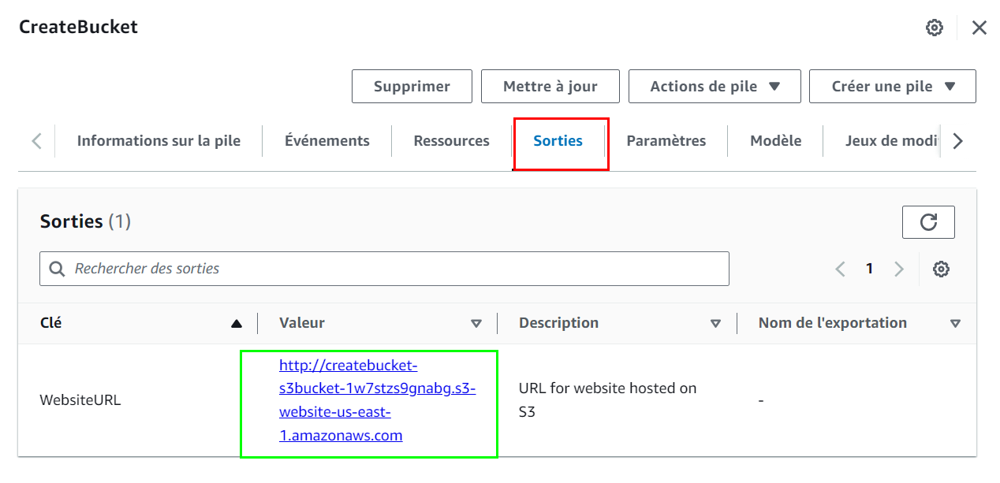 CreateBucket
Supprimer
Mettre à jour
Actions de pile
Créer une pile
Informations sur la pile
Événements
Ressources
Sorties
Paramètres
Modèle
Jeux de modi
Sorties (1)
Rechercher des sorties
1
Clé
Valeur
Description
Nom de l'exportation
WebsiteURL
http://createbucket-
s3bucket-1w7stzs9gnabg.s3-
website-us-east-
1.amazonaws.com
URL for website hosted on
S3
-